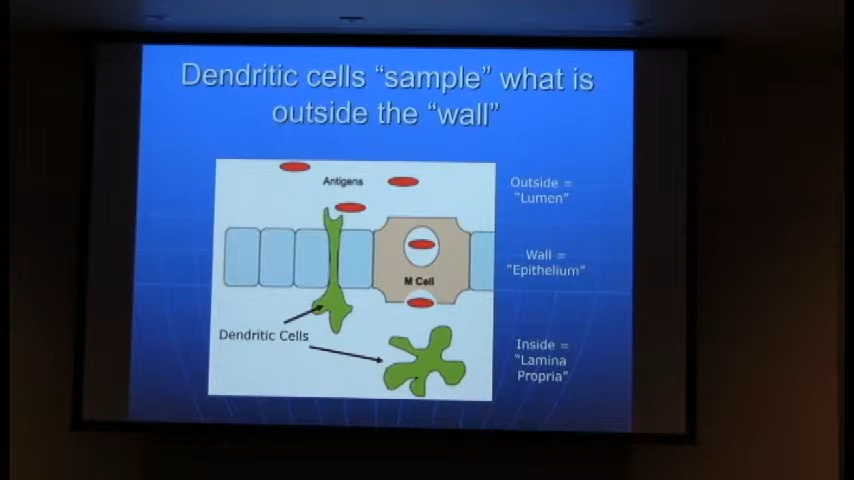 Dendritic cells “sample” what is
outside the “wall”
Antigens
Outside =
“Lumen”
Wall =
“Epithelium”
M Cell
Dendritic Cells
Inside =
“Lamina
Propria”